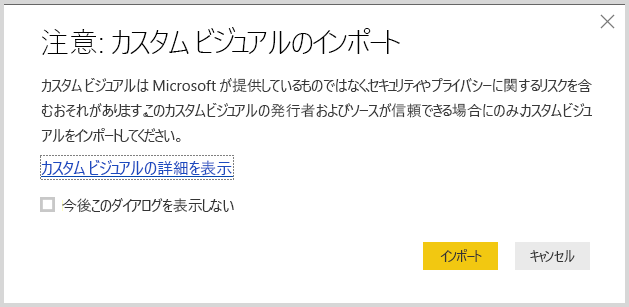 注意: カスタム ビジュアルのインポート
カスタム ビジュアルは Microsoft が提供しているものではなく、セキュリティやプライバシーに関するリスクを含
むおそれがあります。このカスタム ビジュアルの発行者およびソースが信頼できる場合にのみカスタム ビジュ
アルをインポートしてください。
カスタム ビジュアルの詳細を表示
今後このダイアログを表示しない
インポート
キャンセル